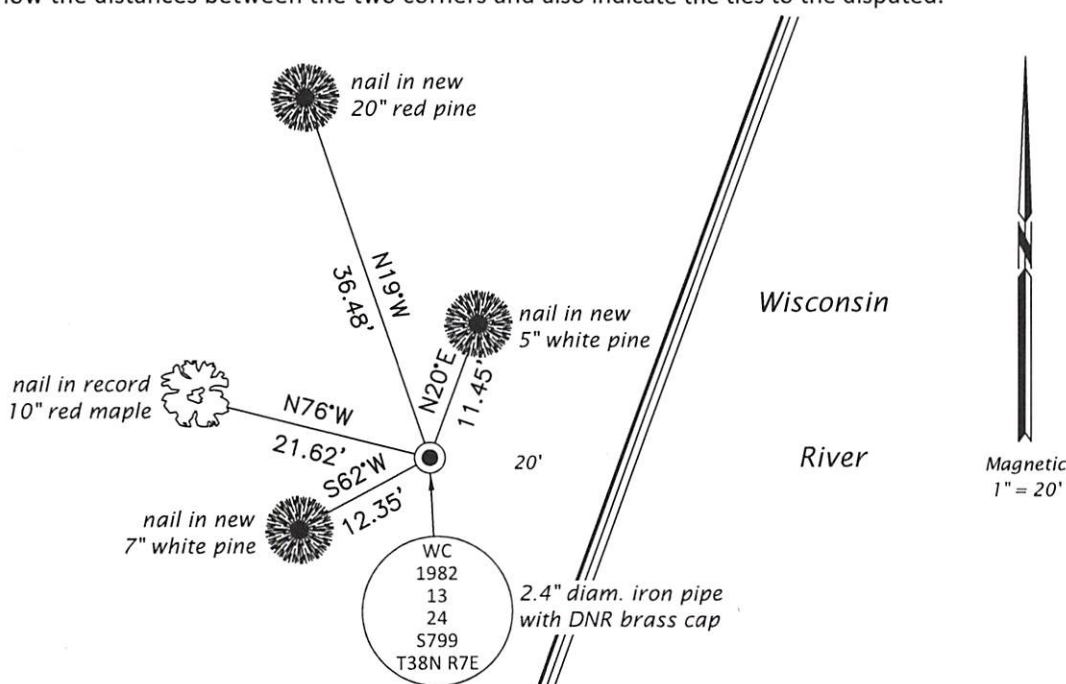 low the distances between the two corners and also indicate the ties to the disputed.
nail in new
20" red pine
N19°W
36.48'
nail in new
5" white pine
N20°E
11.45'
Wisconsin
River
nail in record
10" red maple
N76°W
21.62'
20'
S62°W
12.35'
nail in new
7" white pine
WC
1982
13
24
S799
T38N R7E
2.4" diam. iron pipe
with DNR brass cap
N
Magnetic
1" = 20'